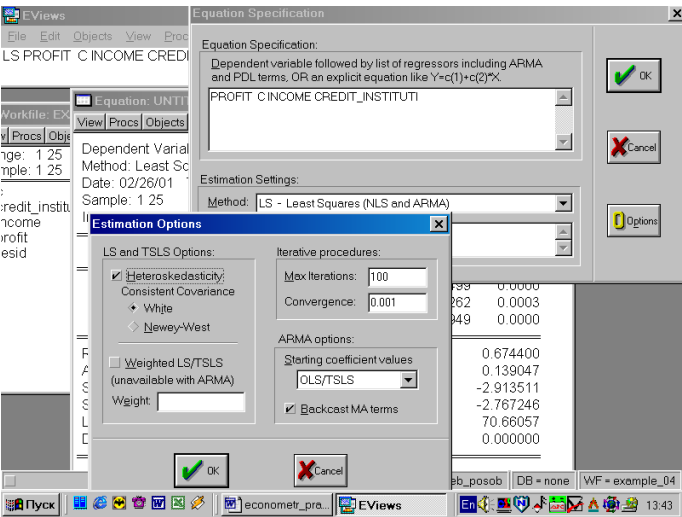 EViews
File Edit Objects View Proc
LS PROFIT C INCOME CREDI
Equation Specification
Equation Specification:
Dependent variable followed by list of regressors including ARMA
and PDL terms, OR an explicit equation like Y=c(1)+c(2)*X.
PROFIT C INCOME CREDIT_INSTITUTI
OK
Cancel
Options
Estimation Settings:
Method: LS - Least Squares (NLS and ARMA)
Workfile: EX
Procs Obje
nge: 1 25
mple: 1 25
credit_institu
ncome
profit
esid
Equation: UNTI
View Procs Objects
Dependent Varial
Method: Least Sq
Date: 02/26/01
Sample: 1 25
Estimation Options
LS and TSLS Options:
Heteroskedasticity
Consistent Covariance
White
Newey-West
Weighted LS/TSLS
(unavailable with ARMA)
Weight:
Iterative procedures:
Max Iterations: 100
Convergence: 0.001
ARMA options:
Starting coefficient values
OLS/TSLS
Backcast MA terms
OK
Cancel
499 0.0000
262 0.0003
949 0.0000
0.674400
0.139047
-2.913511
-2.767246
70.66057
0.000000
eb_posob DB = none WF = example_04
Пуск
econometr_pra...
EViews
En
13:43